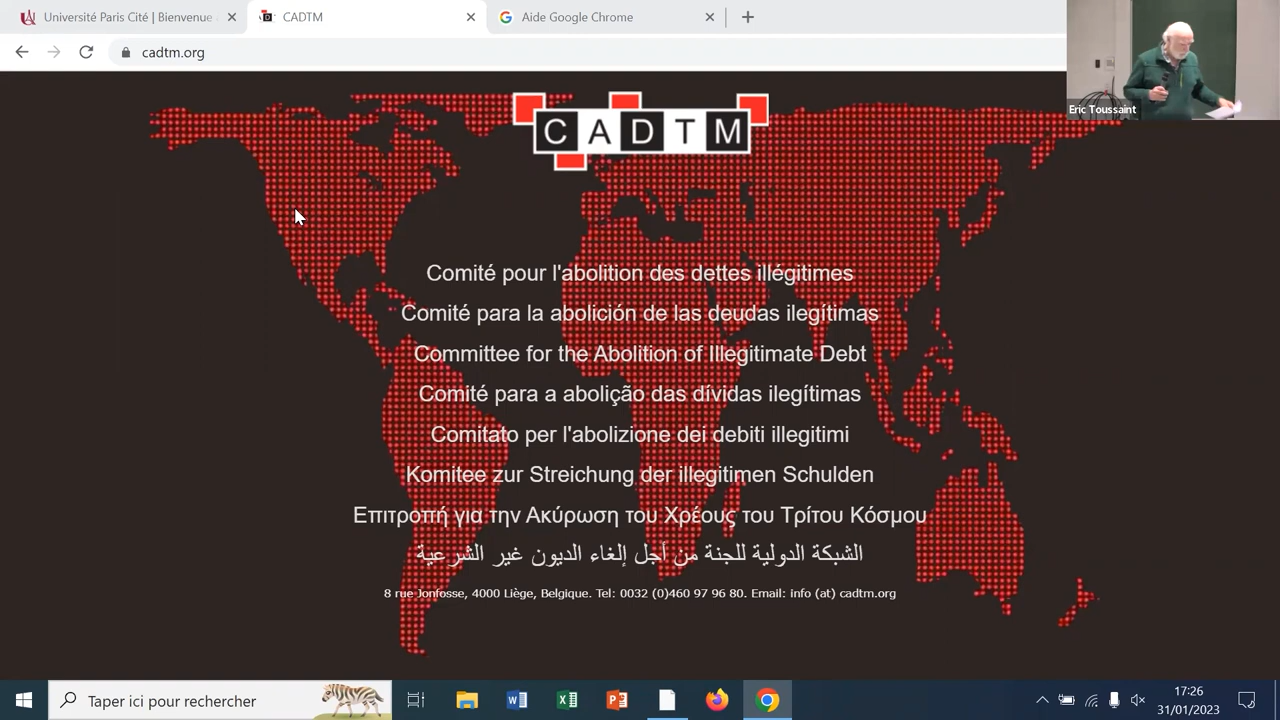 Université Paris Cité | Bienvenue
CADTM
Aide Google Chrome
cadtm.org
Eric Toussaint
CADTM
Comité pour l'abolition des dettes illégitimes
Comité para la abolición de las deudas ilegítimas
Committee for the Abolition of Illegitimate Debt
Comité para a abolição das dívidas ilegítimas
Comitato per l'abolizione dei debiti illegitimi
Komitee zur Streichung der illegitimen Schulden
Επιτροπή για την Ακύρωση του Χρέους του Τρίτου Κόσμου
الشبكة الدولية للجنة من أجل إلغاء الديون غير الشرعية
8 rue Jonfosse, 4000 Liège, Belgique. Tel: 0032 (0)460 97 96 80. Email: info (at) cadtm.org
Taper ici pour rechercher
17:26
31/01/2023